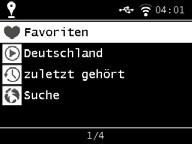 04:01
Favoriten
Deutschland
zuletzt gehört
Suche
1/4